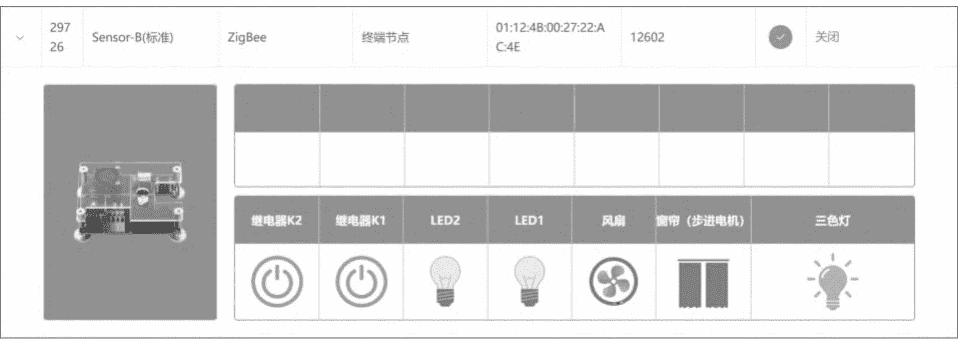 297
26
Sensor-B(标准)
ZigBee
终端节点
01:12:4B:00:27:22:A
C:4E
12602
关闭
继电器K2
继电器K1
LED2
LED1
风扇
窗帘（步进电机）
三色灯